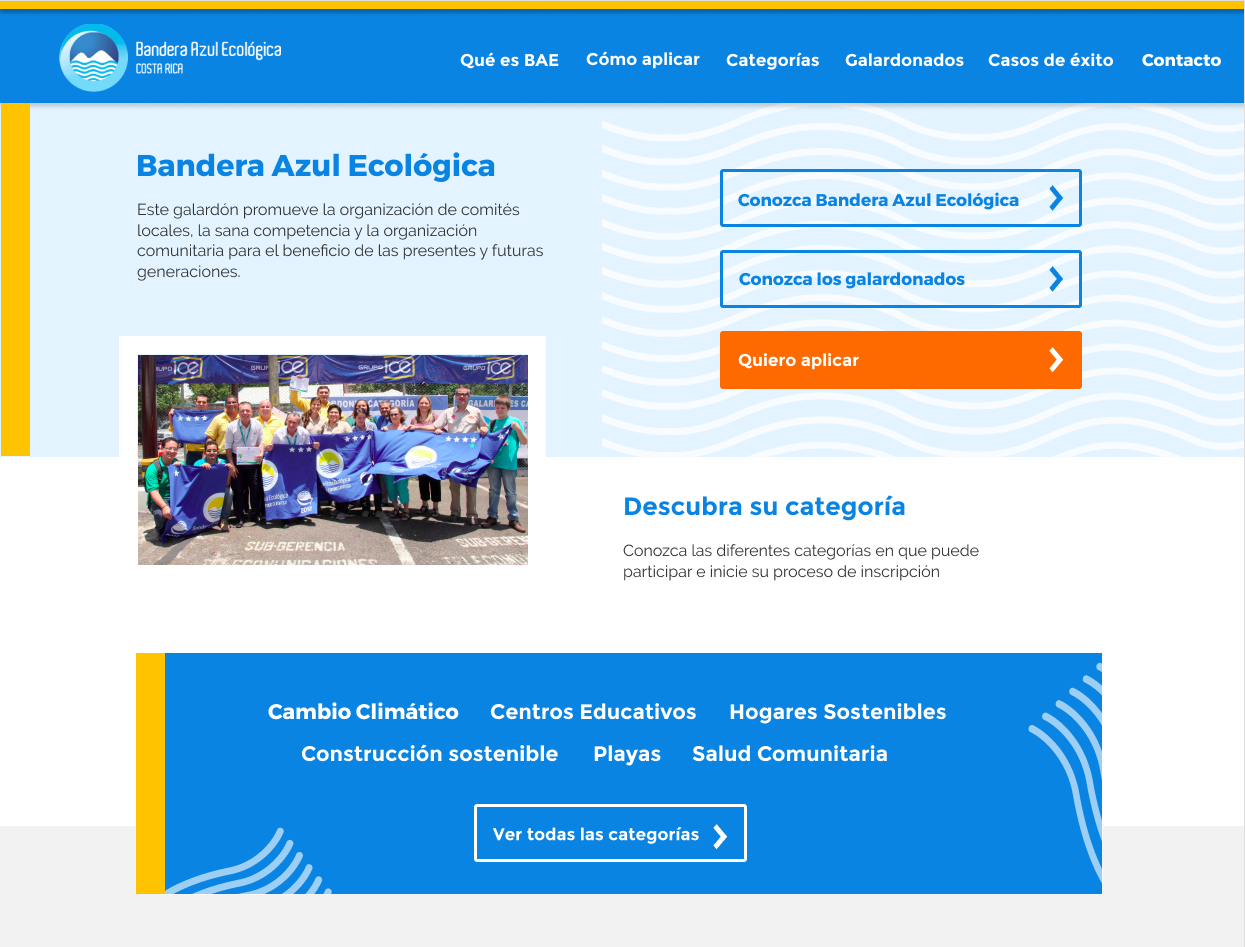 Bandera Azul Ecológica
COSTA RICA
Qué es BAE
Cómo aplicar
Categorías
Galardonados
Casos de éxito
Contacto
Bandera Azul Ecológica
Este galardón promueve la organización de comités
locales, la sana competencia y la organización
comunitaria para el beneficio de las presentes y futuras
generaciones.
Conozca Bandera Azul Ecológica
Conozca los galardonados
Quiero aplicar
GRUPO ice
GRUPO ice
GRUPO ice
CATEGORÍA
2012
SUB-GERENCIA
Descubra su categoría
Conozca las diferentes categorías en que puede
participar e inicie su proceso de inscripción
Cambio Climático
Centros Educativos
Hogares Sostenibles
Construcción sostenible
Playas
Salud Comunitaria
Ver todas las categorías